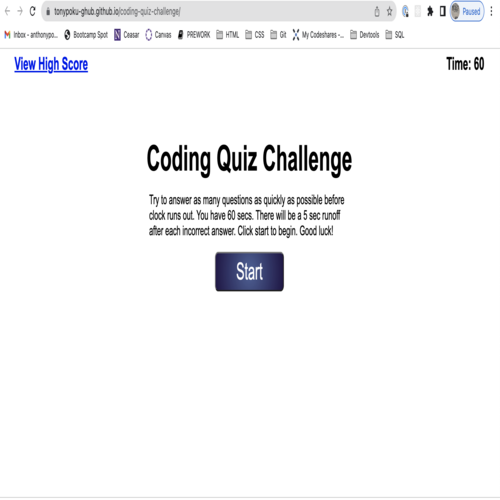 tonypoku-ghub.github.io/coding-quiz-challenge/
Paused
Inbox - anthonypo... Bootcamp Spot Ceasar Canvas PREWORK HTML CSS Git My Codeshares -... Devtools SQL
View High Score
Time: 60
Coding Quiz Challenge
Try to answer as many questions as quickly as possible before
clock runs out. You have 60 secs. There will be a 5 sec runoff
after each incorrect answer. Click start to begin. Good luck!
Start